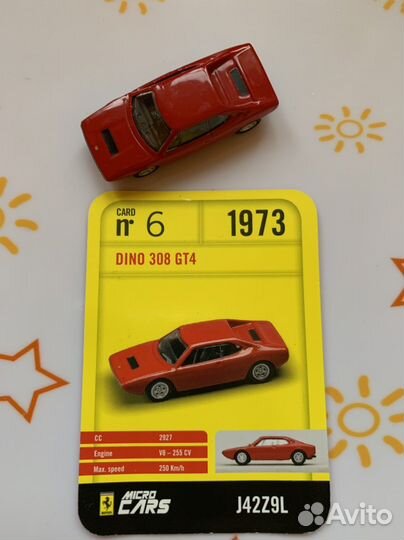 CARD
nr 6
1973
DINO 308 GT4
CC 2927
Engine V8 – 255 CV
Max. speed 250 Km/h
MICRO
CARS
J42Z9L
Avito